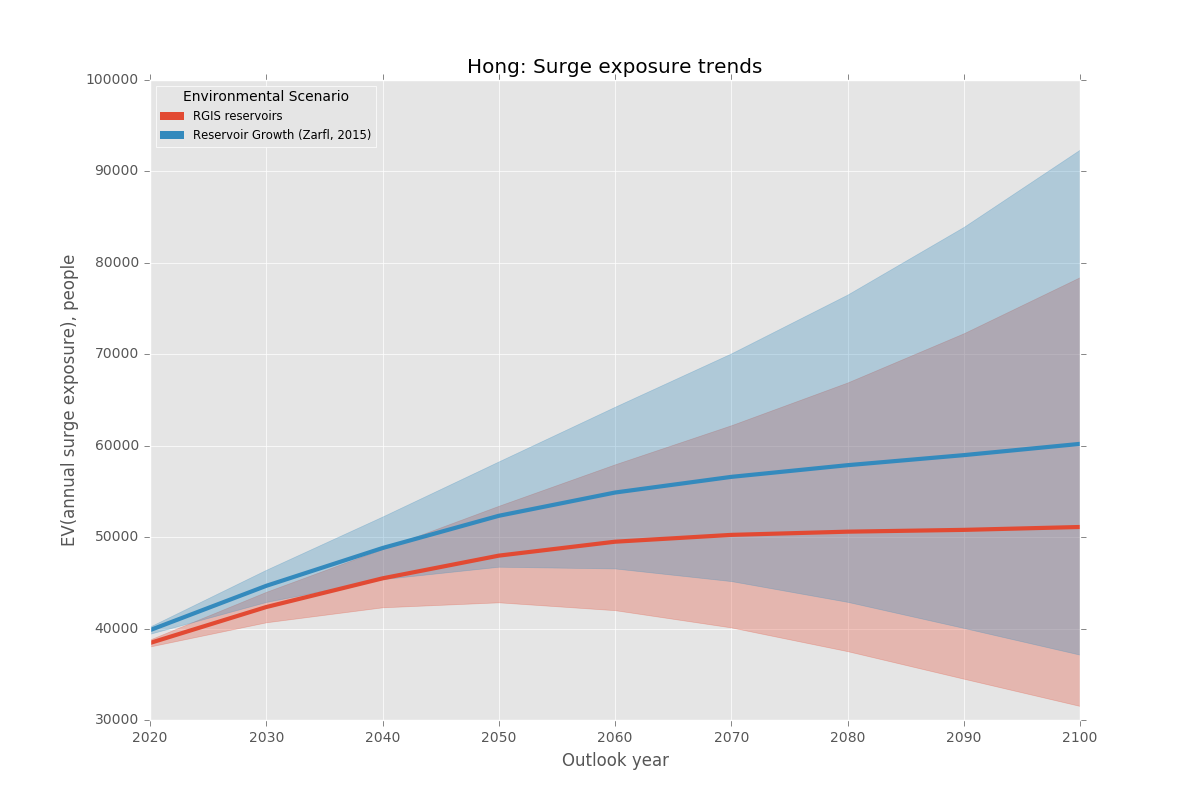 Hong: Surge exposure trends
Environmental Scenario
RGIS reservoirs
Reservoir Growth (Zarfl, 2015)
EV(annual surge exposure), people
100000
90000
80000
70000
60000
50000
40000
30000
2020 2030 2040 2050 2060 2070 2080 2090 2100
Outlook year